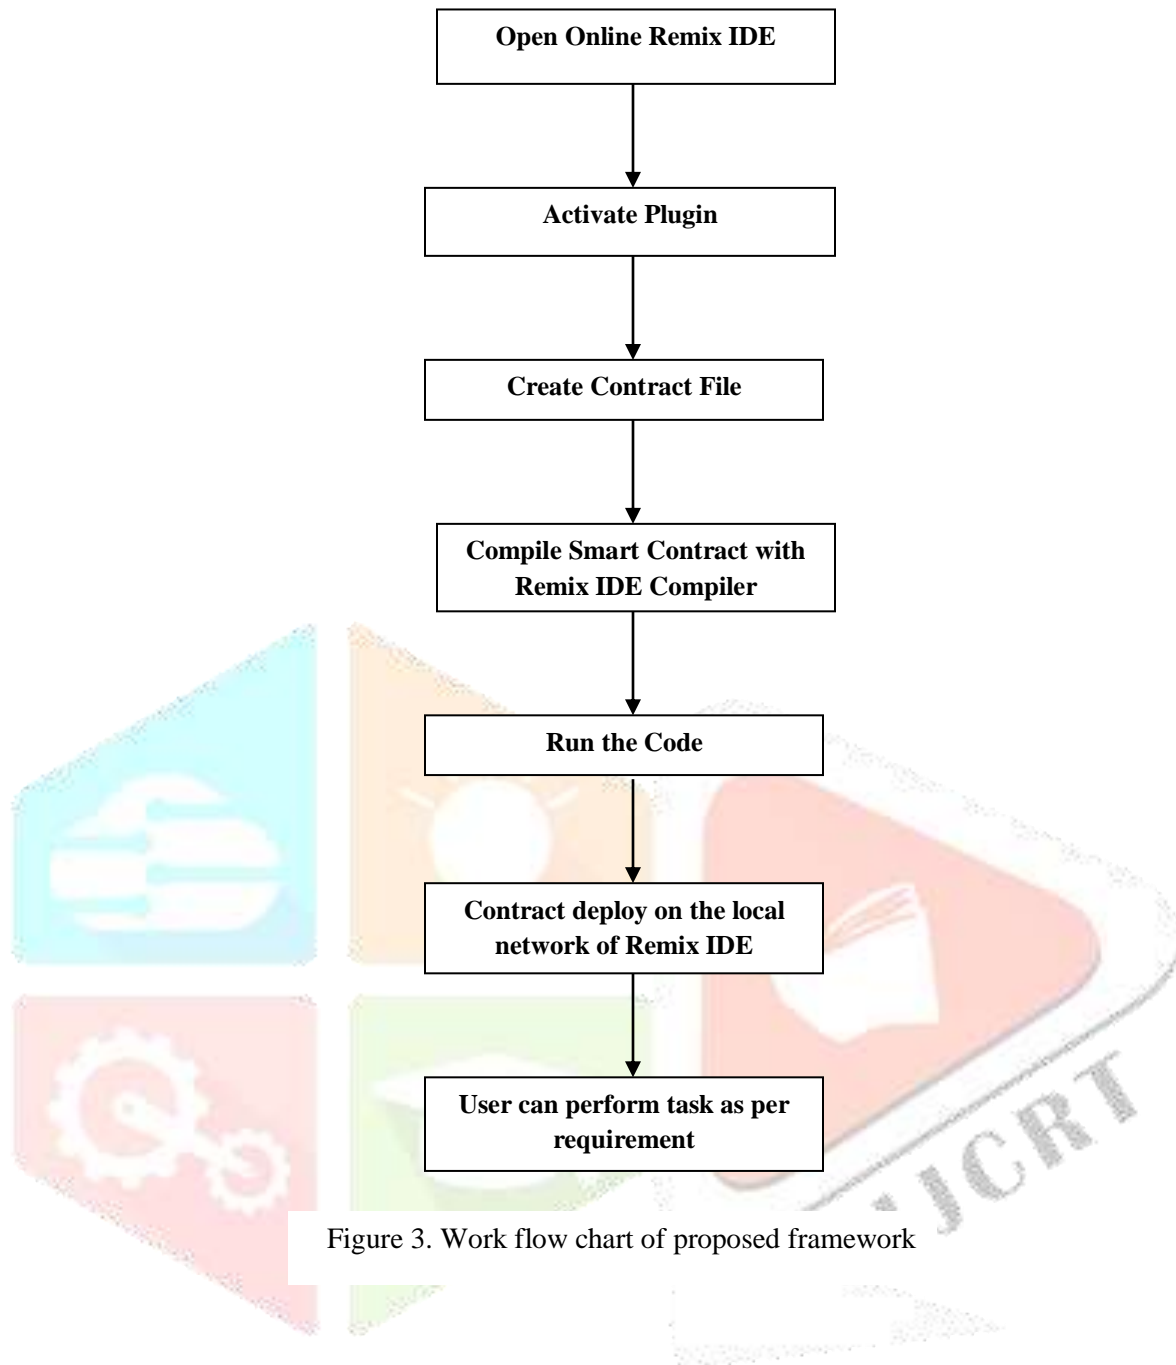 Open Online Remix IDE
Activate Plugin
Create Contract File
Compile Smart Contract with
Remix IDE Compiler
Run the Code
Contract deploy on the local
network of Remix IDE
User can perform task as per
requirement
IJCRT
Figure 3. Work flow chart of proposed framework